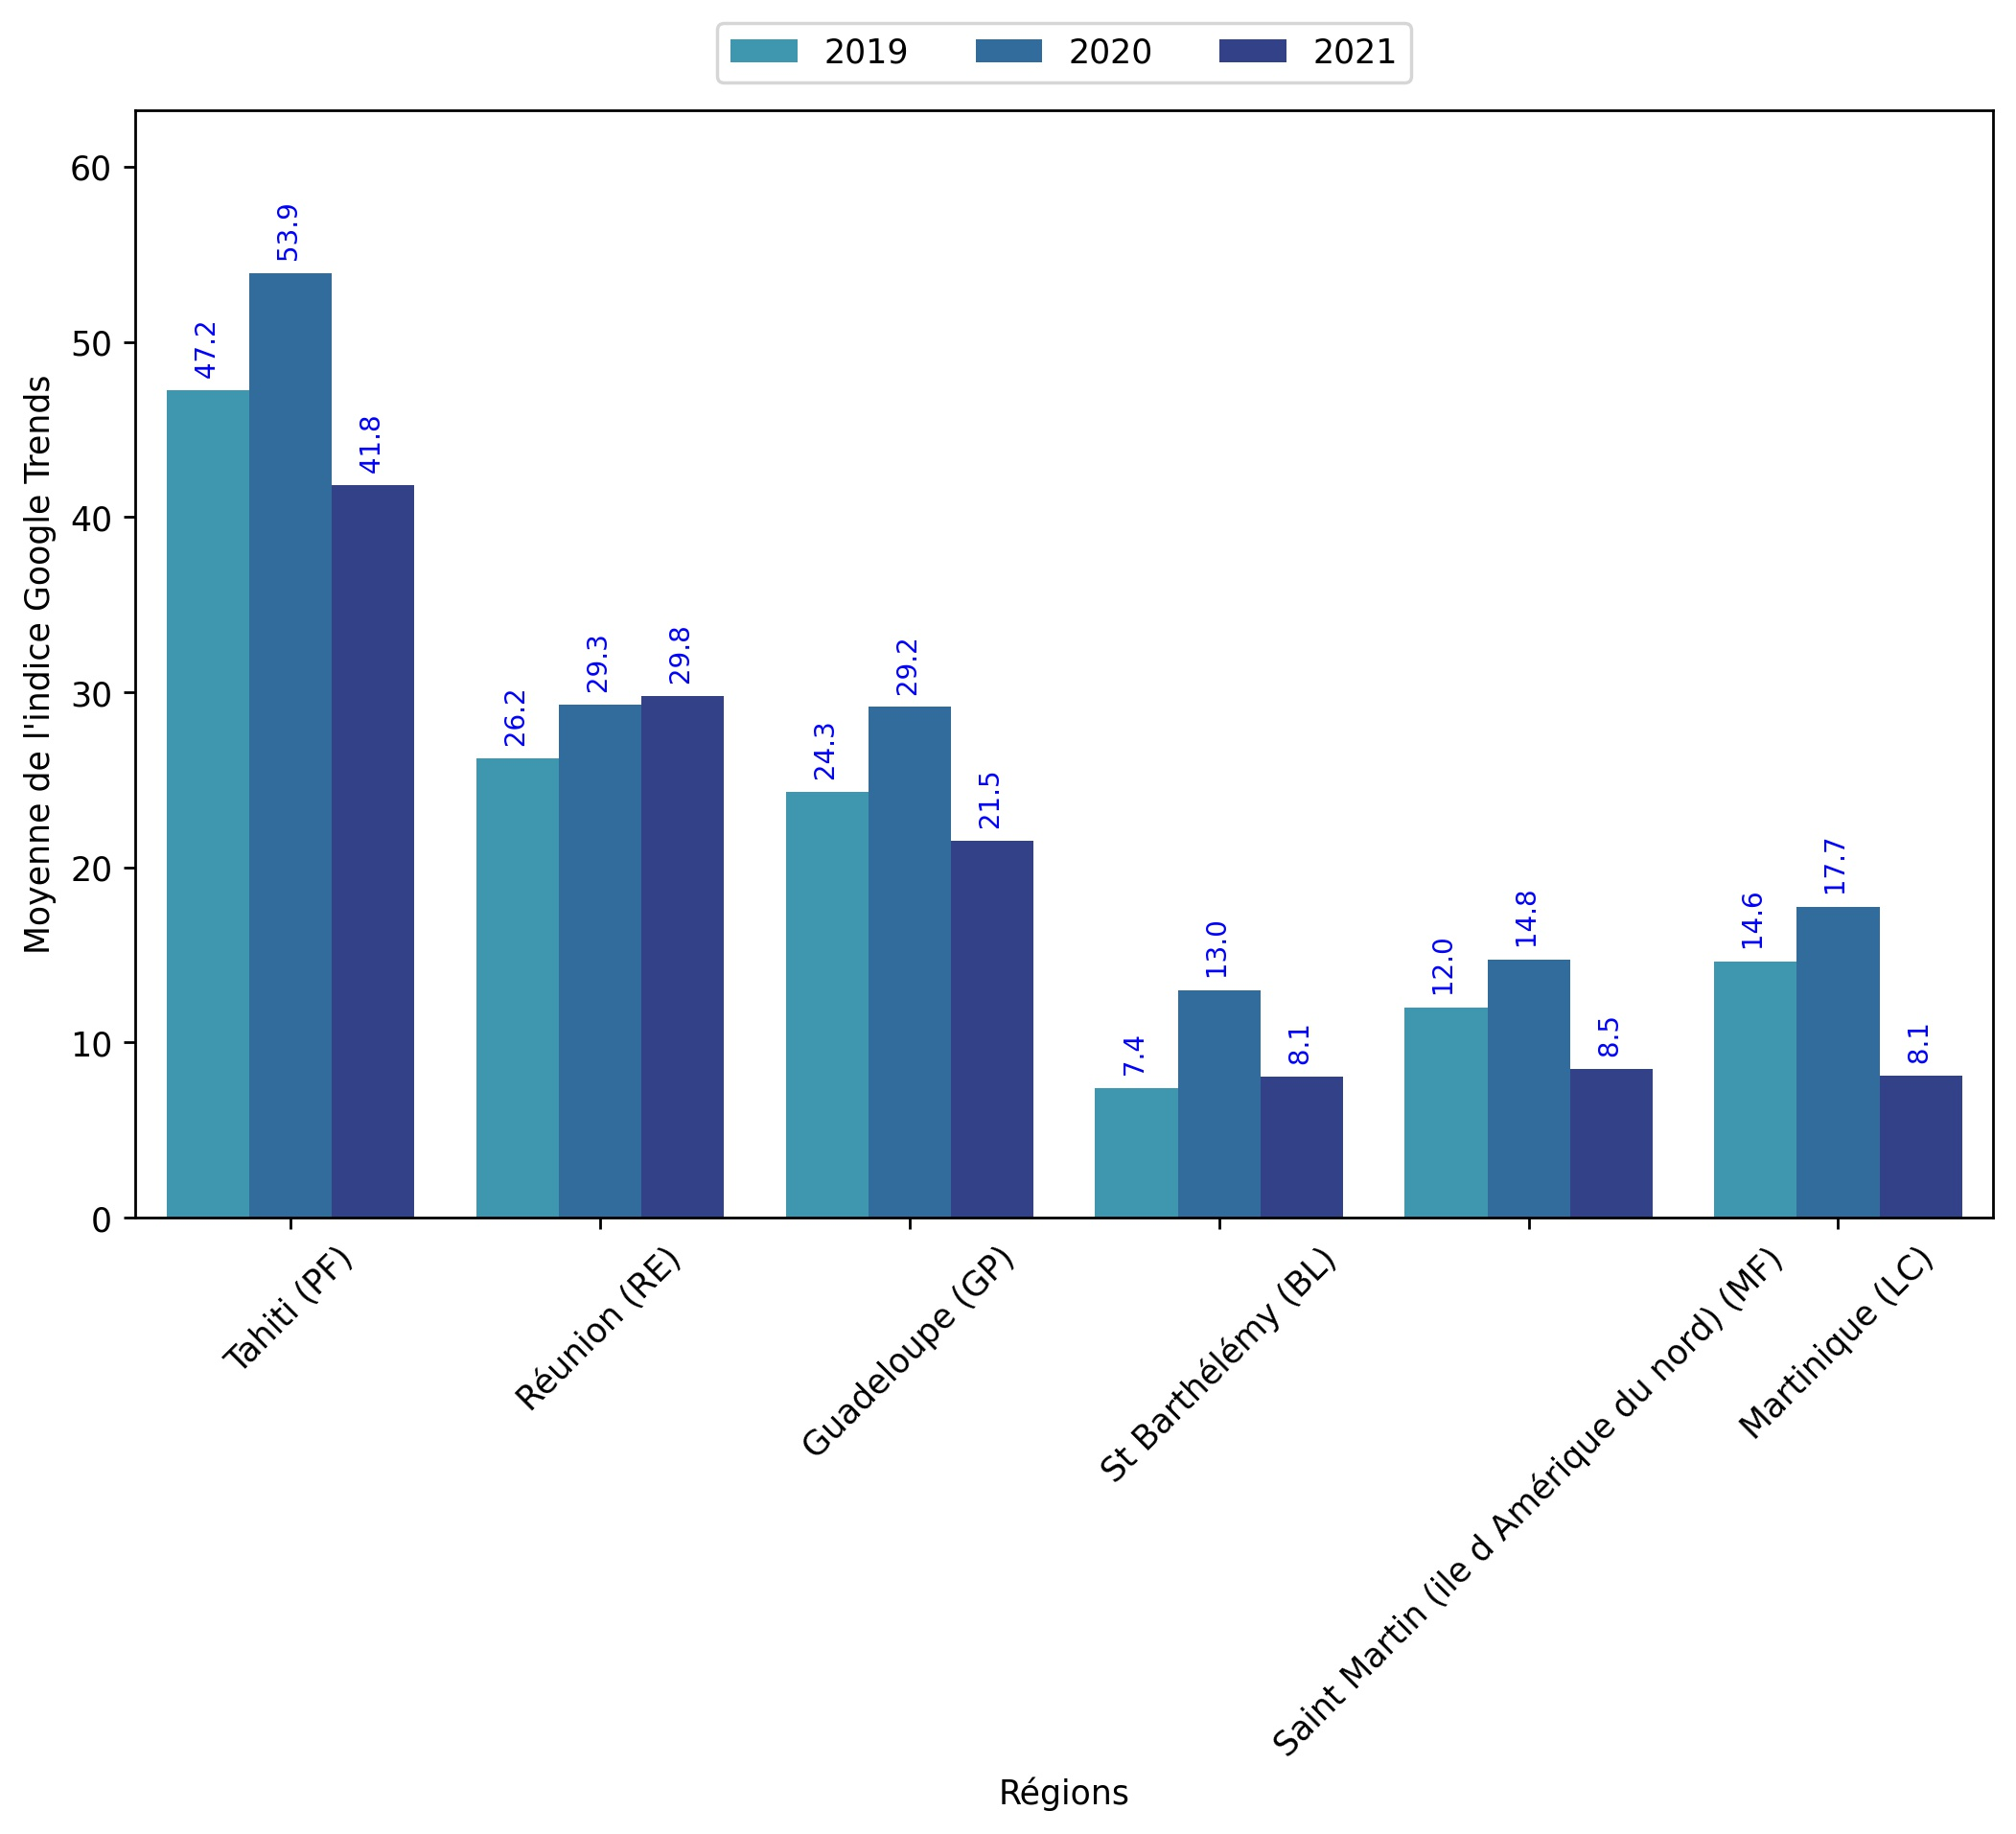 2019 2020 2021
Moyenne de l'indice Google Trends
60
50
40
30
20
10
0
47.2 53.9 41.8
26.2 29.3 29.8
24.3 29.2 21.5
7.4 13.0 8.1
12.0 14.8 8.5
14.6 17.7 8.1
Tahiti (PF)
Réunion (RE)
Guadeloupe (GP)
St Barthélémy (BL)
Saint Martin (ile d Amérique du nord) (MF)
Martinique (LC)
Régions